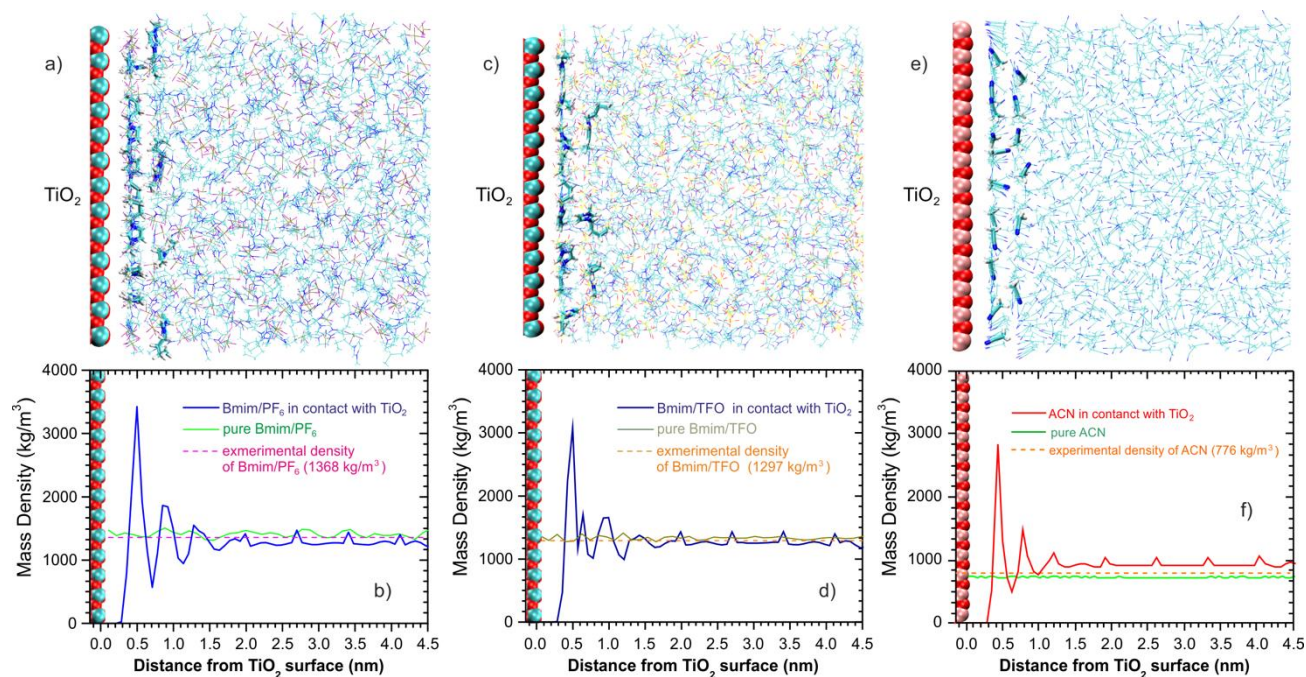 a)
TiO₂
c)
TiO₂
e)
TiO₂
4000
3000
2000
1000
0
Mass Density (kg/m³)
Bmim/PF₆ in contact with TiO₂
pure Bmim/PF₆
exmerimental density
of Bmim/PF₆ (1368 kg/m³)
b)
0.0 0.5 1.0 1.5 2.0 2.5 3.0 3.5 4.0 4.5
Distance from TiO₂ surface (nm)
4000
3000
2000
1000
0
Mass Density (kg/m³)
Bmim/TFO in contact with TiO₂
pure Bmim/TFO
exmerimental density
of Bmim/TFO (1297 kg/m³)
d)
0.0 0.5 1.0 1.5 2.0 2.5 3.0 3.5 4.0 4.5
Distance from TiO₂ surface (nm)
4000
3000
2000
1000
0
Mass Density (kg/m³)
ACN in contanct with TiO₂
pure ACN
experimental density of ACN (776 kg/m³)
f)
0.0 0.5 1.0 1.5 2.0 2.5 3.0 3.5 4.0 4.5
Distance from TiO₂ surface (nm)